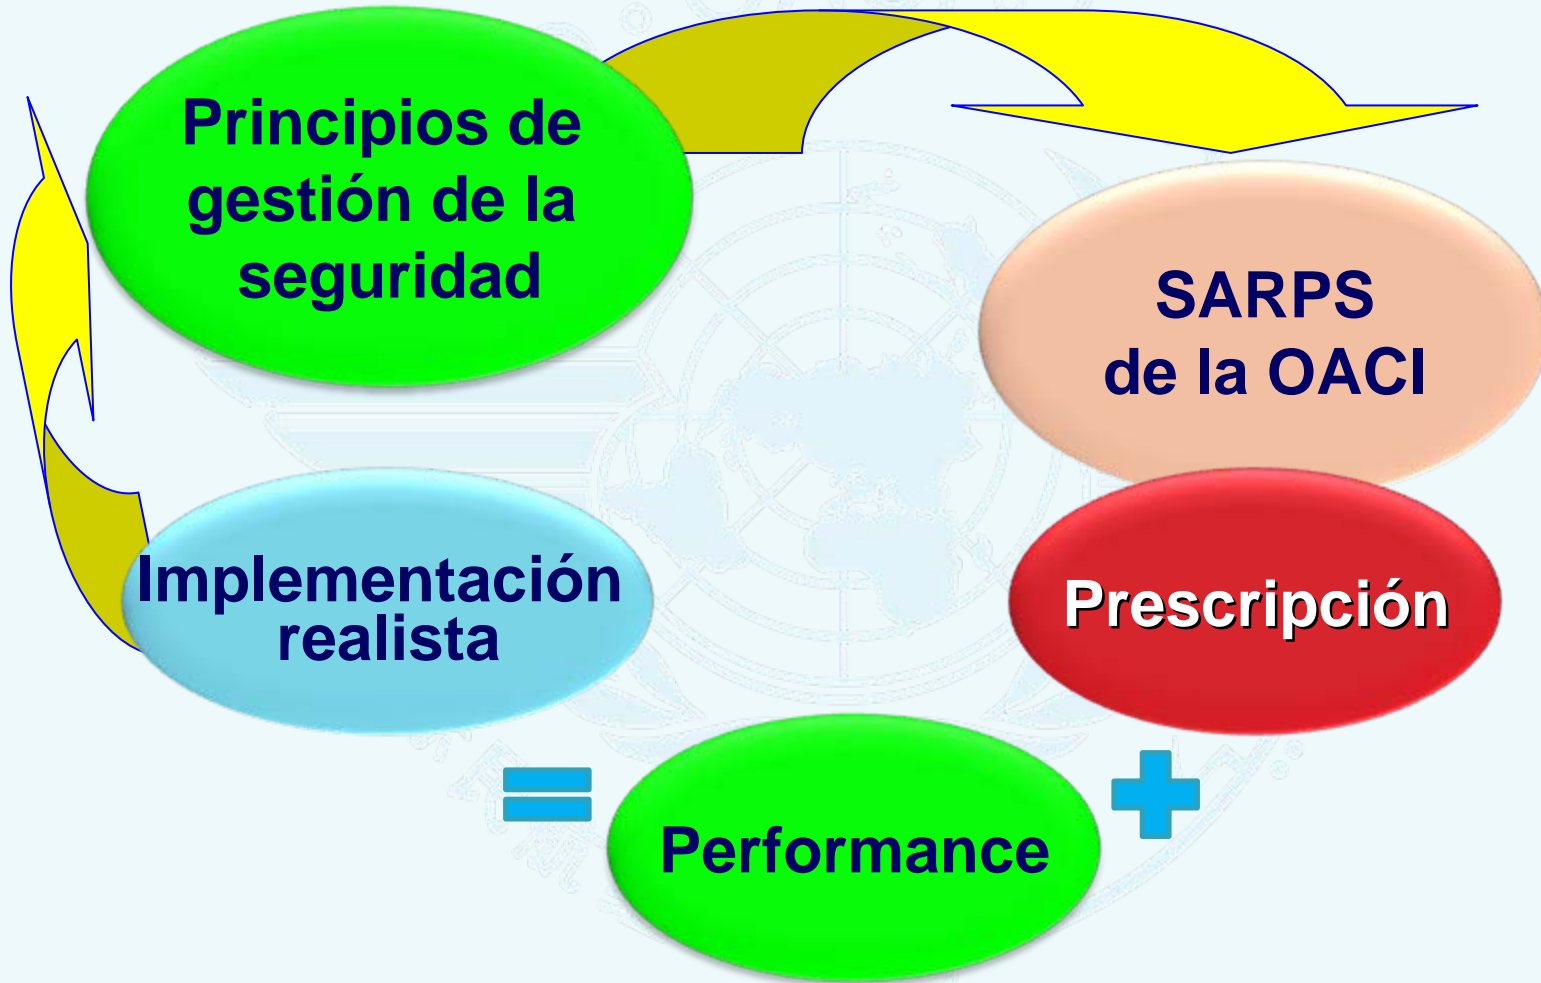 Principios de
gestión de la
seguridad
SARPS
de la OACI
Implementación
realista
Prescripción
=
Performance
+